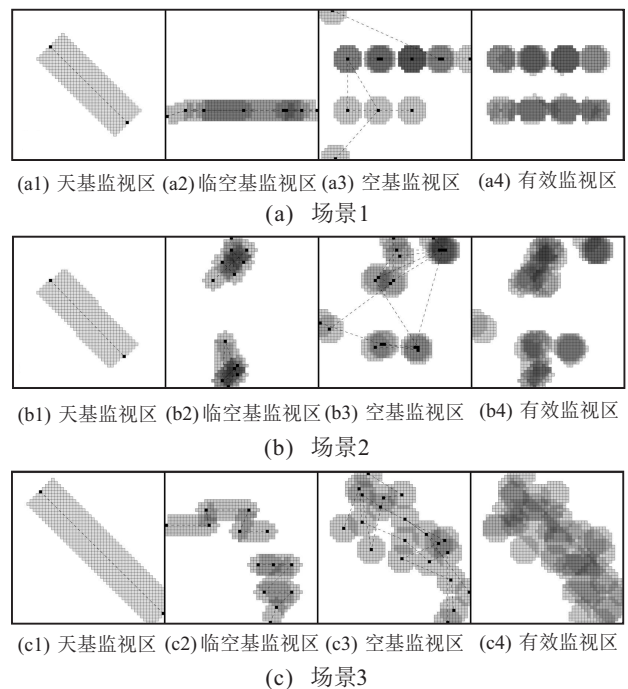 (a1) 天基监视区 (a2) 临空基监视区 (a3) 空基监视区 (a4) 有效监视区
(a) 场景1
(b1) 天基监视区 (b2) 临空基监视区 (b3) 空基监视区 (b4) 有效监视区
(b) 场景2
(c1) 天基监视区 (c2) 临空基监视区 (c3) 空基监视区 (c4) 有效监视区
(c) 场景3